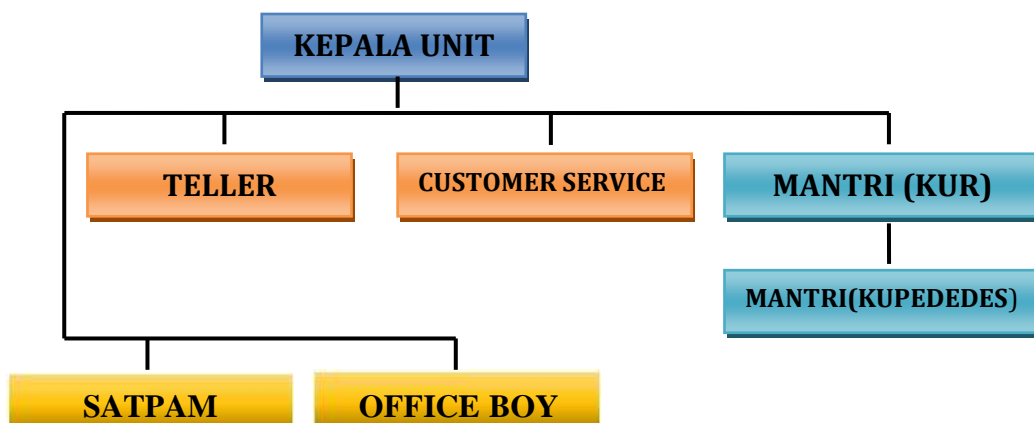 KEPALA UNIT
TELLER
CUSTOMER SERVICE
MANTRI (KUR)
MANTRI(KUPEDEDES)
SATPAM
OFFICE BOY